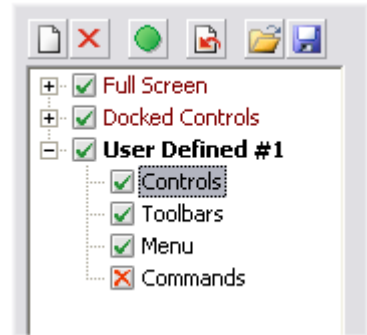 Full Screen
Docked Controls
User Defined #1
Controls
Toolbars
Menu
Commands